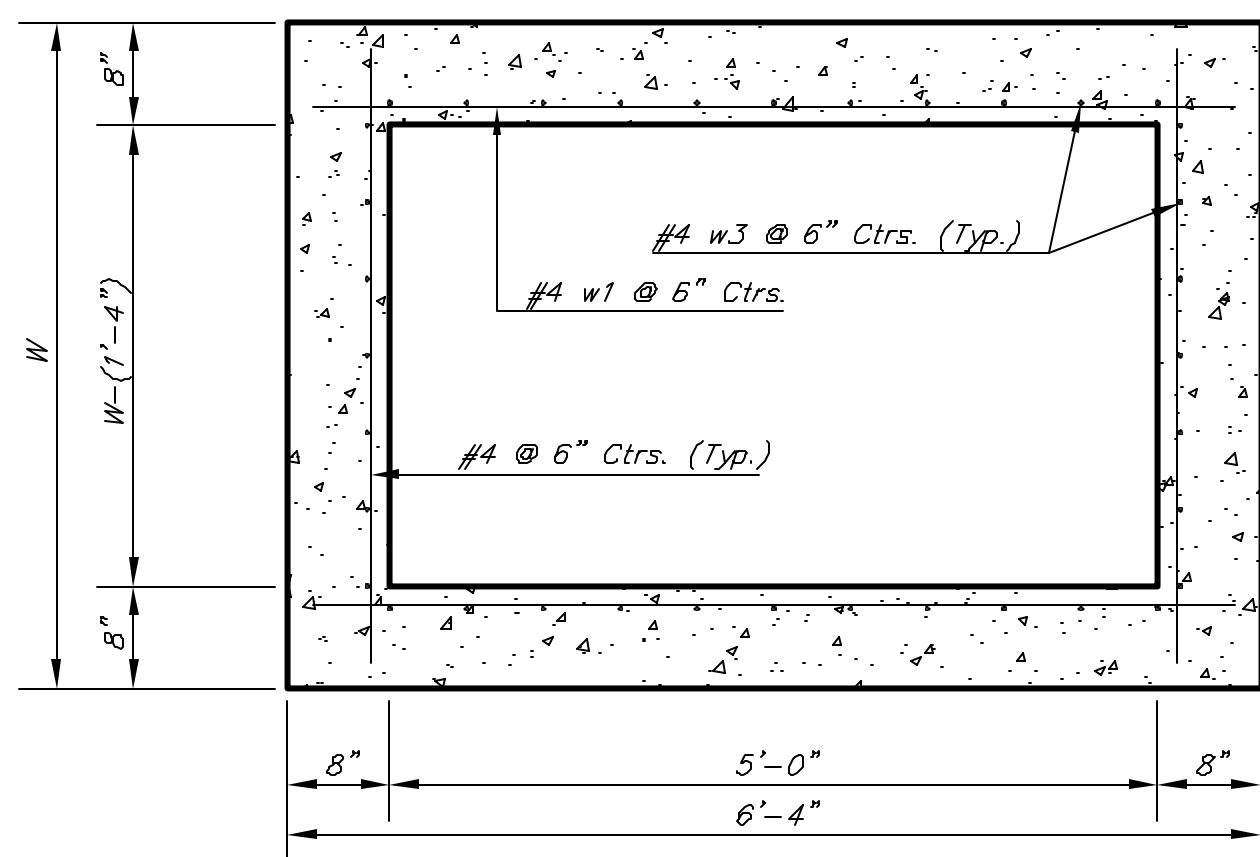 8”
W
W-(1’-4”)
8”
#4 w3 @ 6” Ctrs. (Typ.)
#4 w1 @ 6” Ctrs.
#4 @ 6” Ctrs. (Typ.)
8”
5’-0”
8”
6’-4”